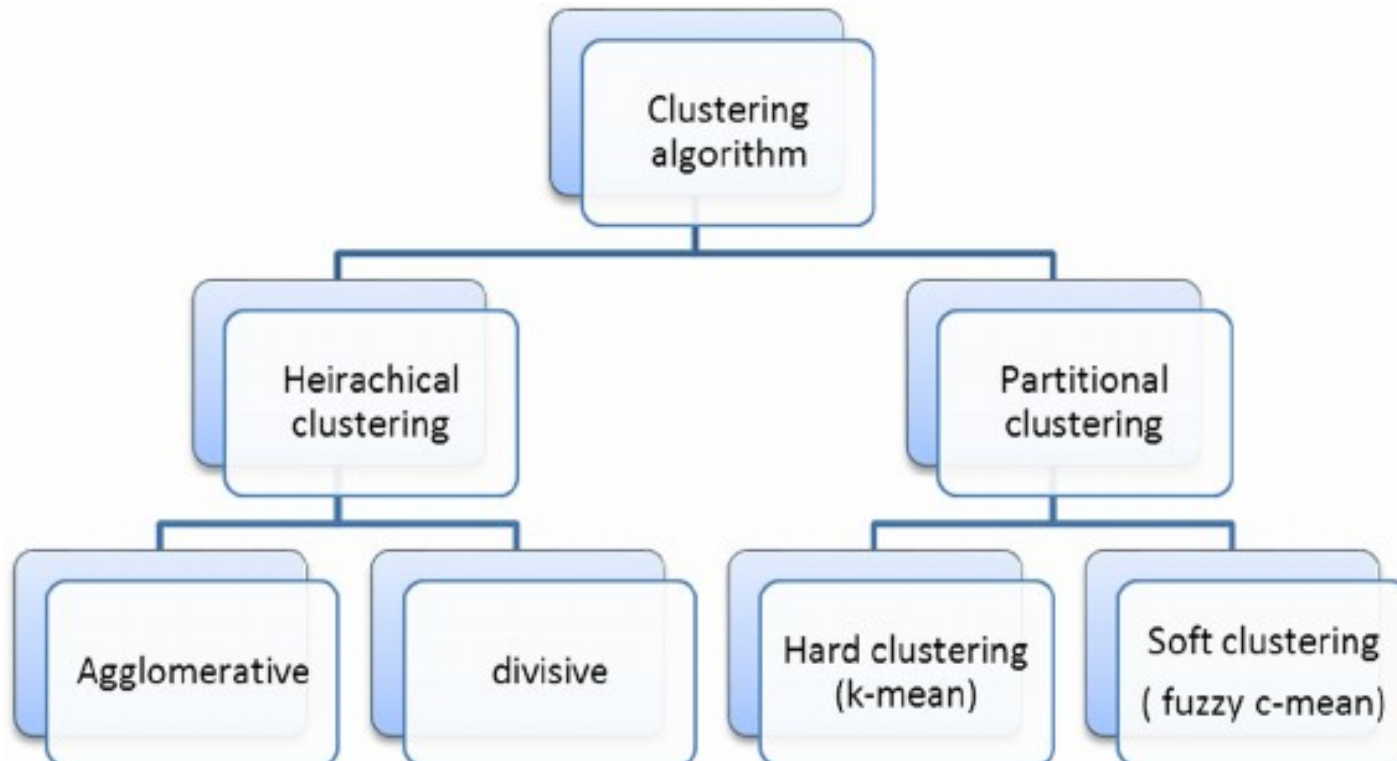 Clustering
algorithm
Heirachical
clustering
Partitional
clustering
Agglomerative
divisive
Hard clustering
(k-mean)
Soft clustering
( fuzzy c-mean)